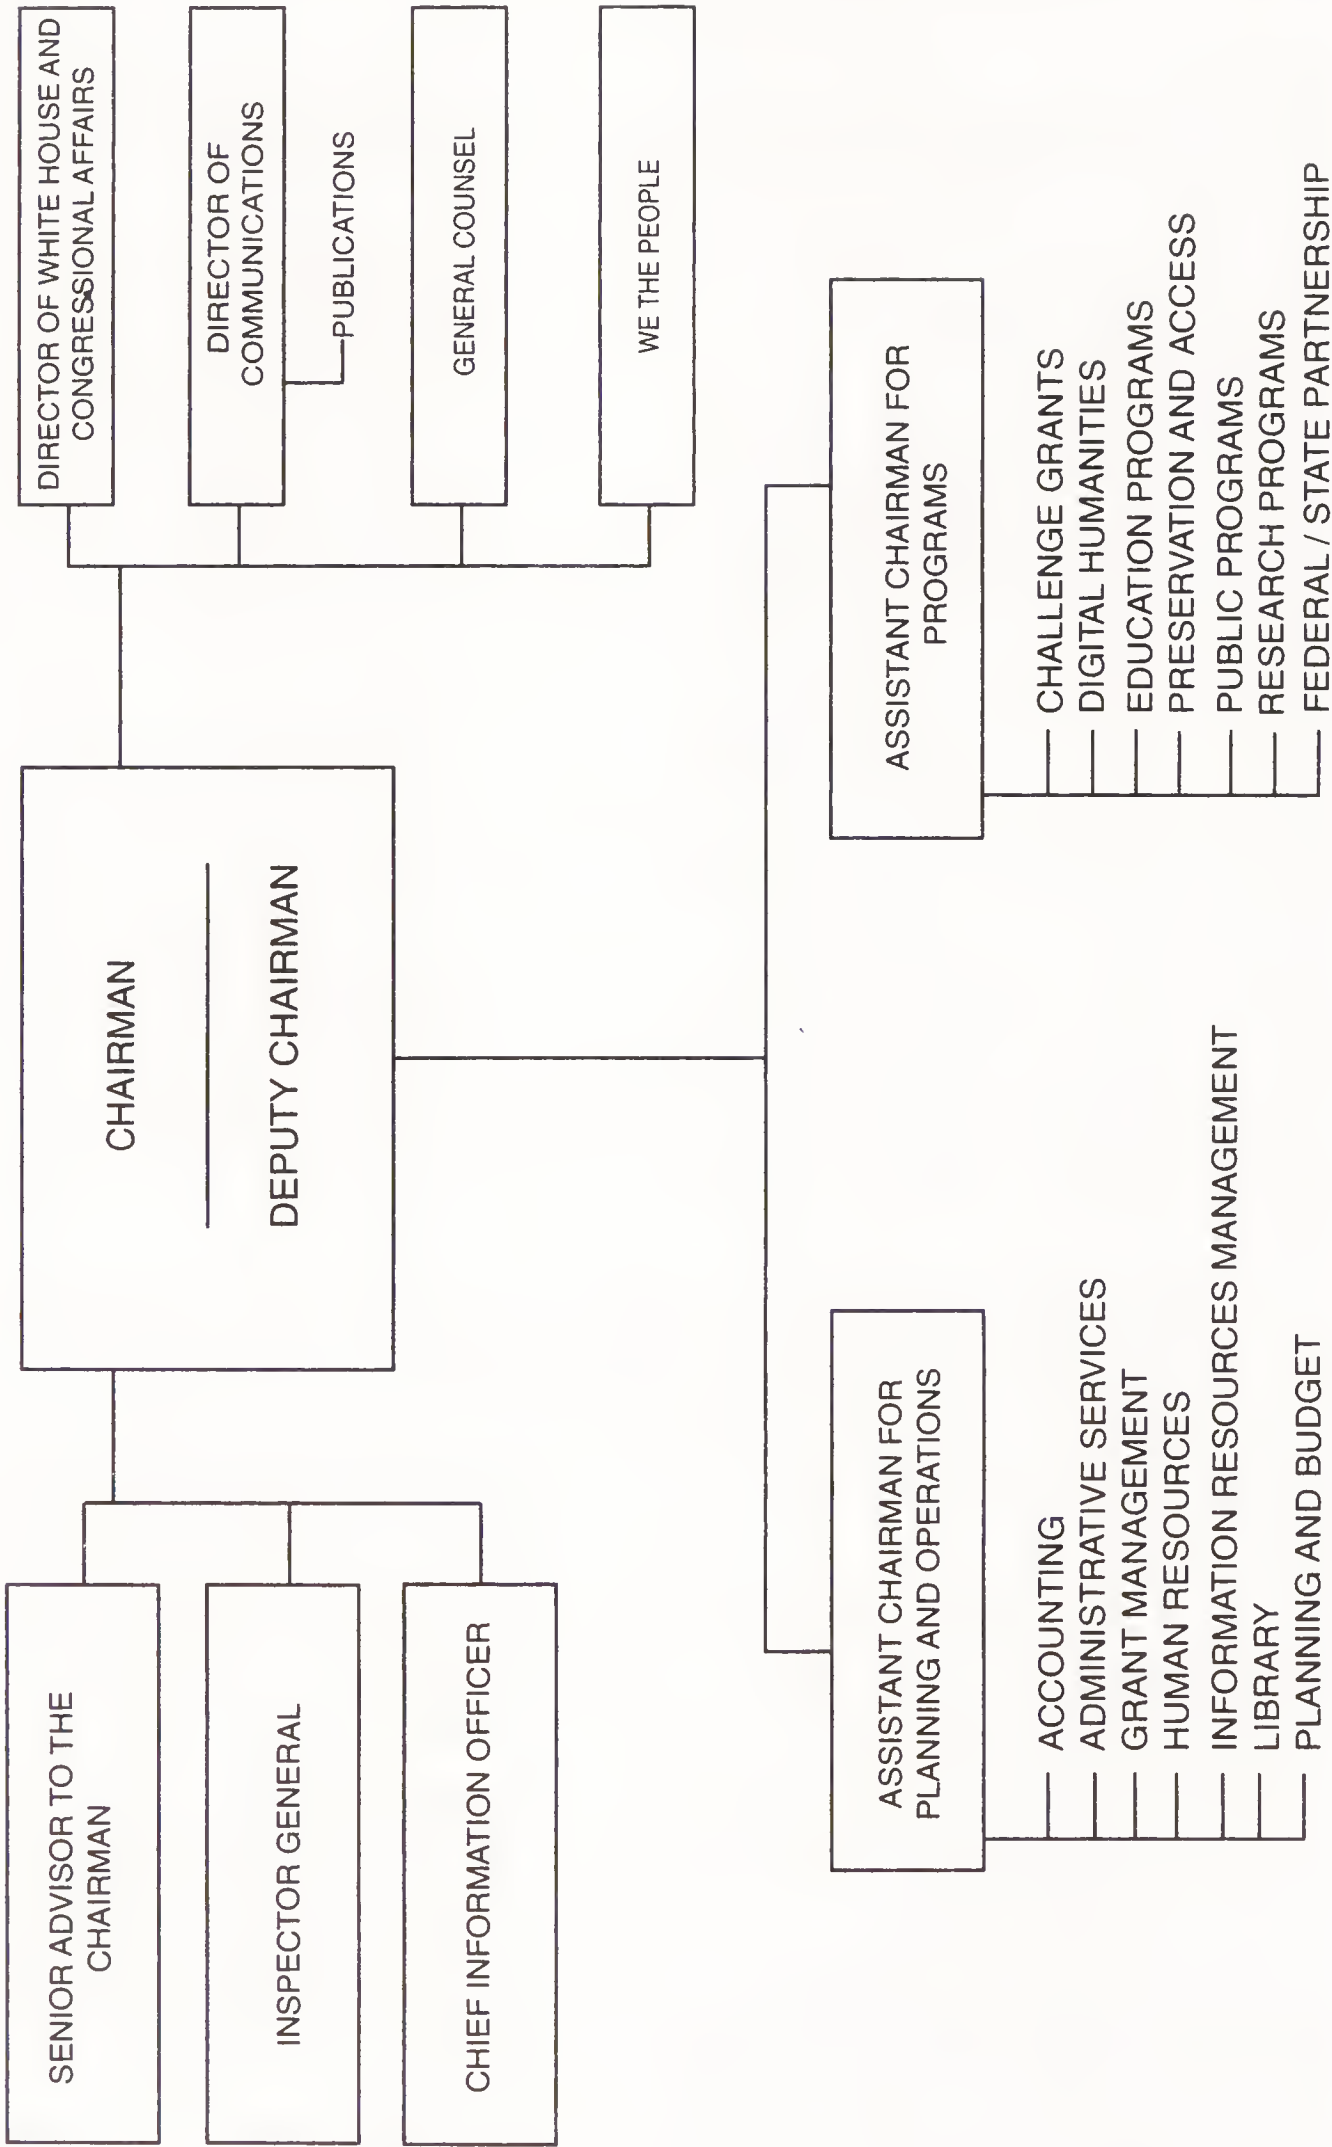 SENIOR ADVISOR TO THE
CHAIRMAN
INSPECTOR GENERAL
CHIEF INFORMATION OFFICER
CHAIRMAN
DEPUTY CHAIRMAN
DIRECTOR OF WHITE HOUSE AND
CONGRESSIONAL AFFAIRS
DIRECTOR OF
COMMUNICATIONS
PUBLICATIONS
GENERAL COUNSEL
WE THE PEOPLE
ASSISTANT CHAIRMAN FOR
PLANNING AND OPERATIONS
ACCOUNTING
ADMINISTRATIVE SERVICES
GRANT MANAGEMENT
HUMAN RESOURCES
INFORMATION RESOURCES MANAGEMENT
LIBRARY
PLANNING AND BUDGET
ASSISTANT CHAIRMAN FOR
PROGRAMS
CHALLENGE GRANTS
DIGITAL HUMANITIES
EDUCATION PROGRAMS
PRESERVATION AND ACCESS
PUBLIC PROGRAMS
RESEARCH PROGRAMS
FEDERAL / STATE PARTNERSHIP